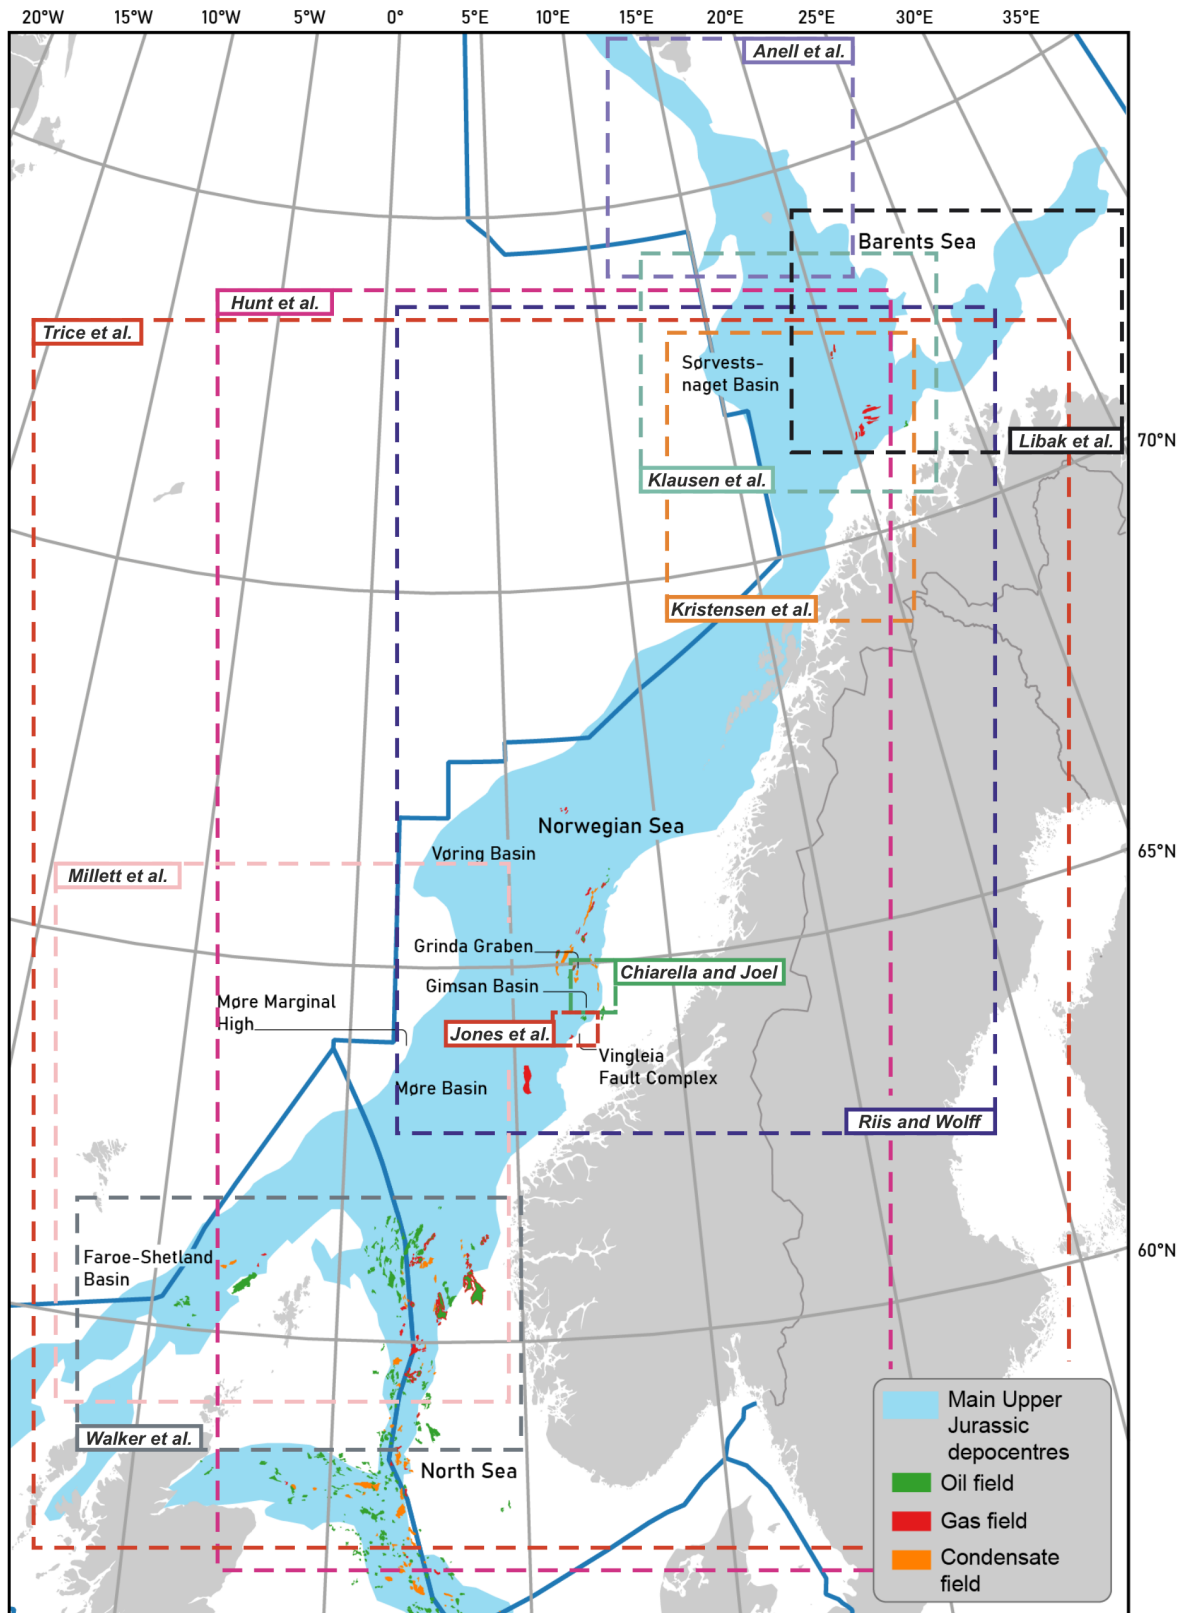 20°W 15°W 10°W 5°W 0° 5°E 10°E 15°E 20°E 25°E 30°E 35°E
Anell et al.
Barents Sea
Hunt et al.
Trice et al.
Sørvests-
naget Basin
Libak et al.
70°N
Klausen et al.
Kristensen et al.
Norwegian Sea
Vøring Basin
65°N
Millett et al.
Grinda Graben
Chiarella and Joel
Gimsan Basin
Møre Marginal
High
Jones et al.
Vingleia
Fault Complex
Møre Basin
Riis and Wolff
60°N
Faroe-Shetland
Basin
Walker et al.
North Sea
Main Upper
Jurassic
depocentres
Oil field
Gas field
Condensate
field